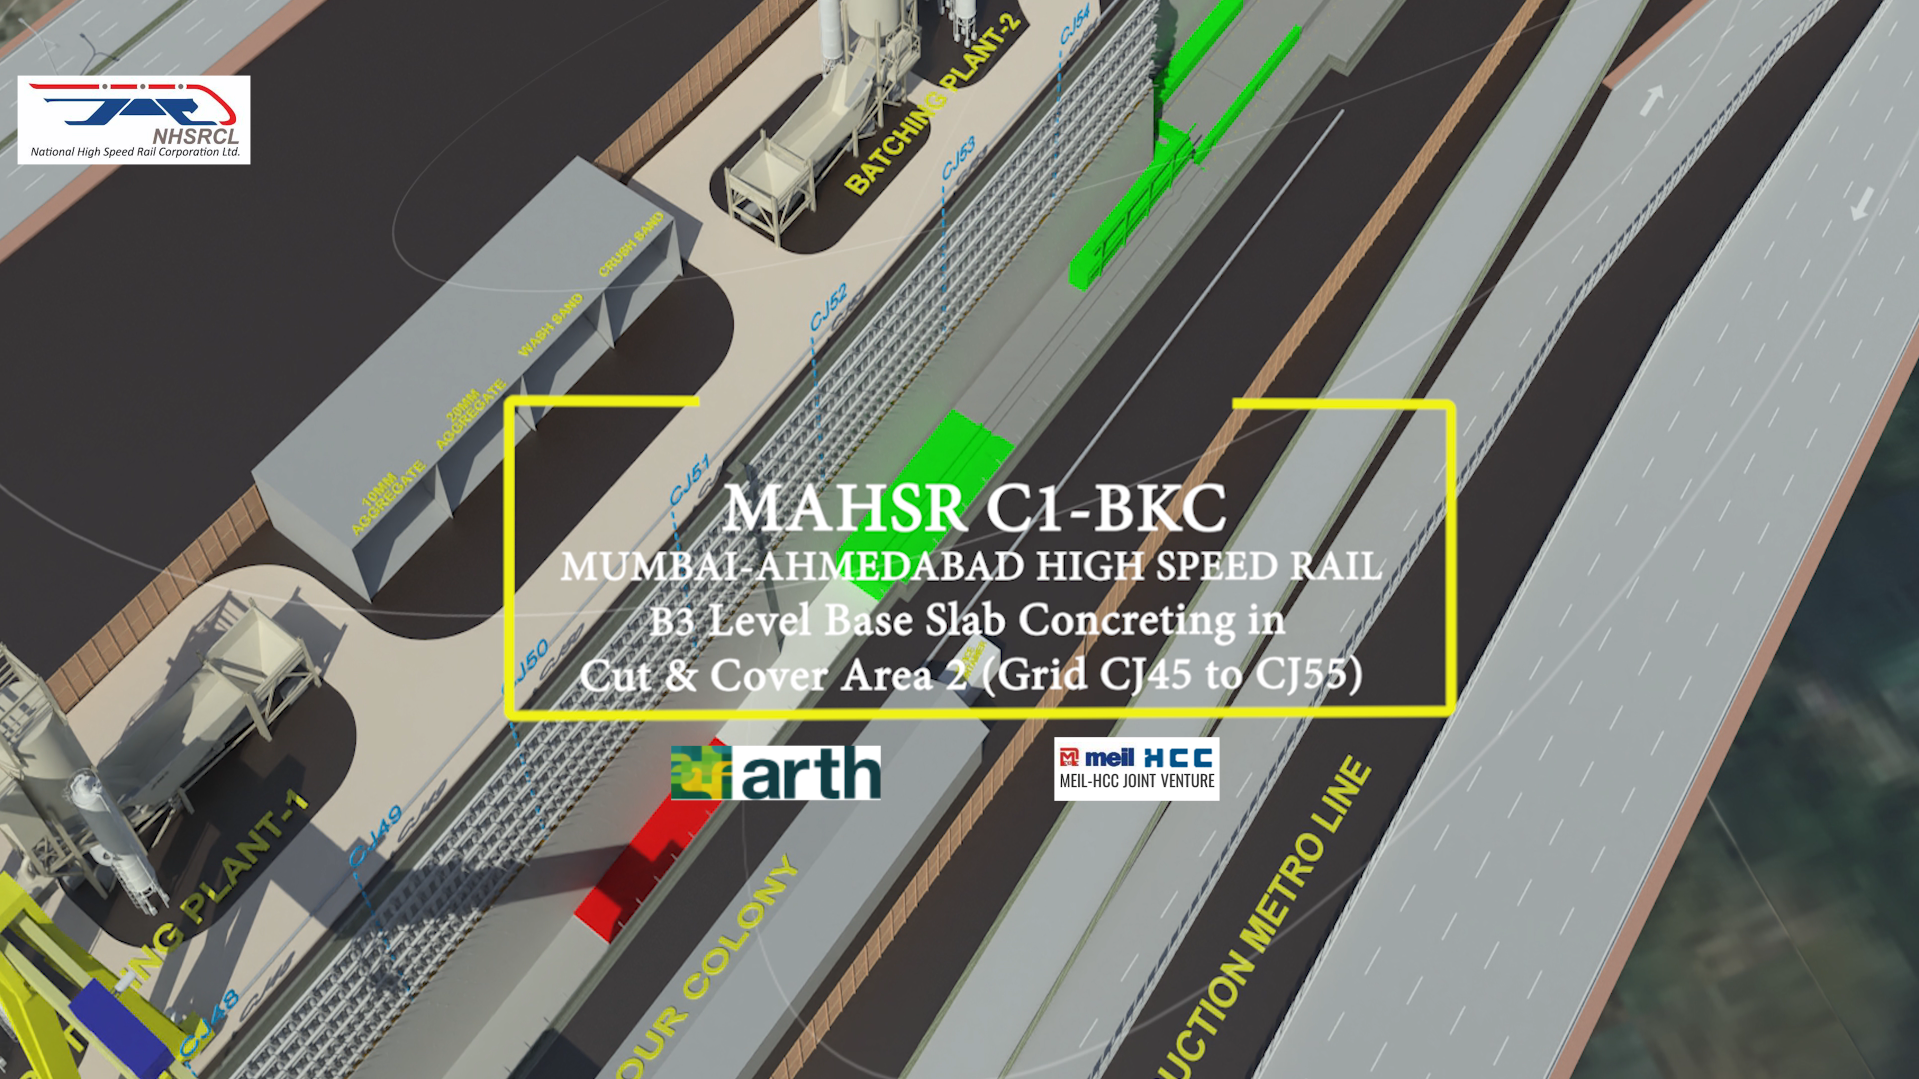 NHSRCL
National High Speed Rail Corporation Ltd.
BATCHING PLANT-2
CJ54
CJ53
CJ52
CJ51
CJ50
CJ49
CJ48
CRUSH SAND
WASH SAND
20MM
AGGREGATE
10MM
AGGREGATE
MAHSR C1-BKC
MUMBAI-AHMEDABAD HIGH SPEED RAIL
B3 Level Base Slab Concreting in
Cut & Cover Area 2 (Grid CJ45 to CJ55)
arth
meil HCC
MEIL-HCC JOINT VENTURE
NG PLANT-1
OUR COLONY
UCTION METRO LINE